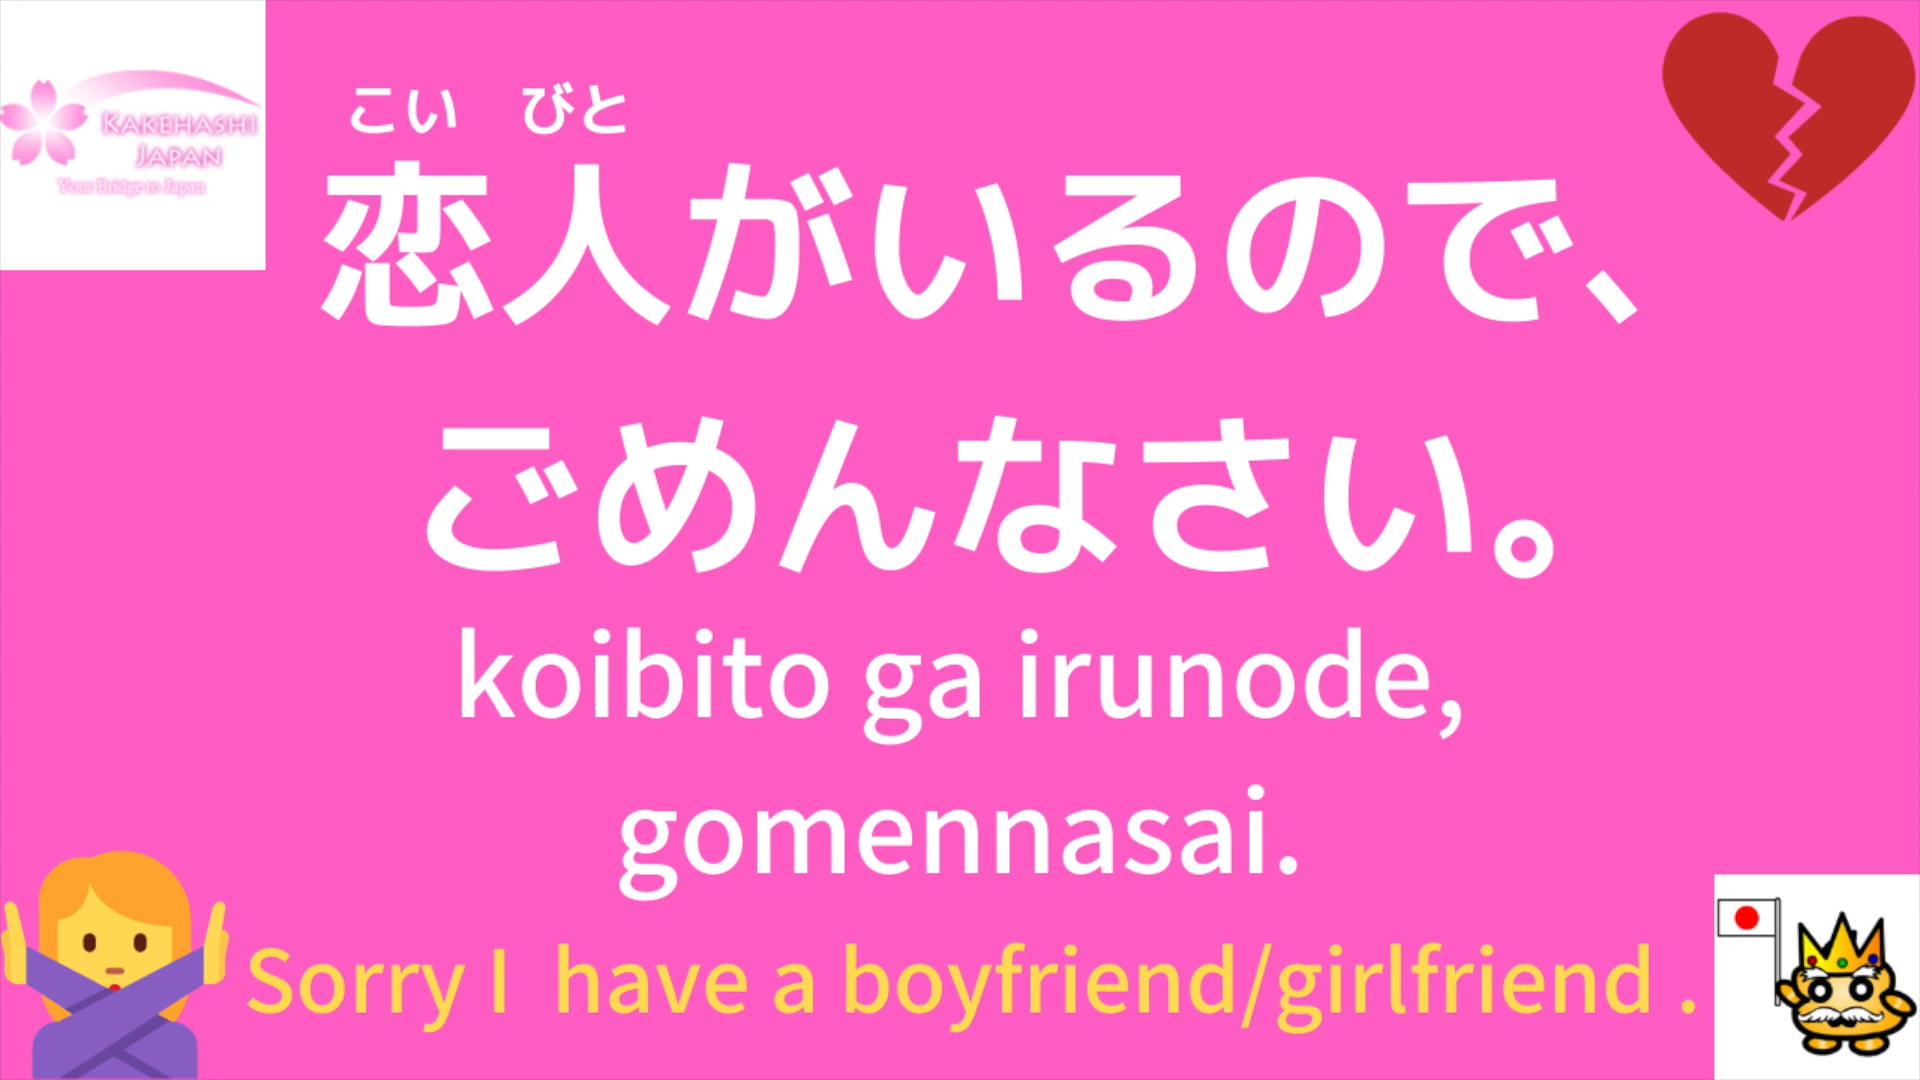 KAKEHASHI
JAPAN
Your Bridge to Japan
こい びと
恋人がいるので、
ごめんなさい。
koibito ga irunode,
gomennasai.
Sorry I  have a boyfriend/girlfriend .